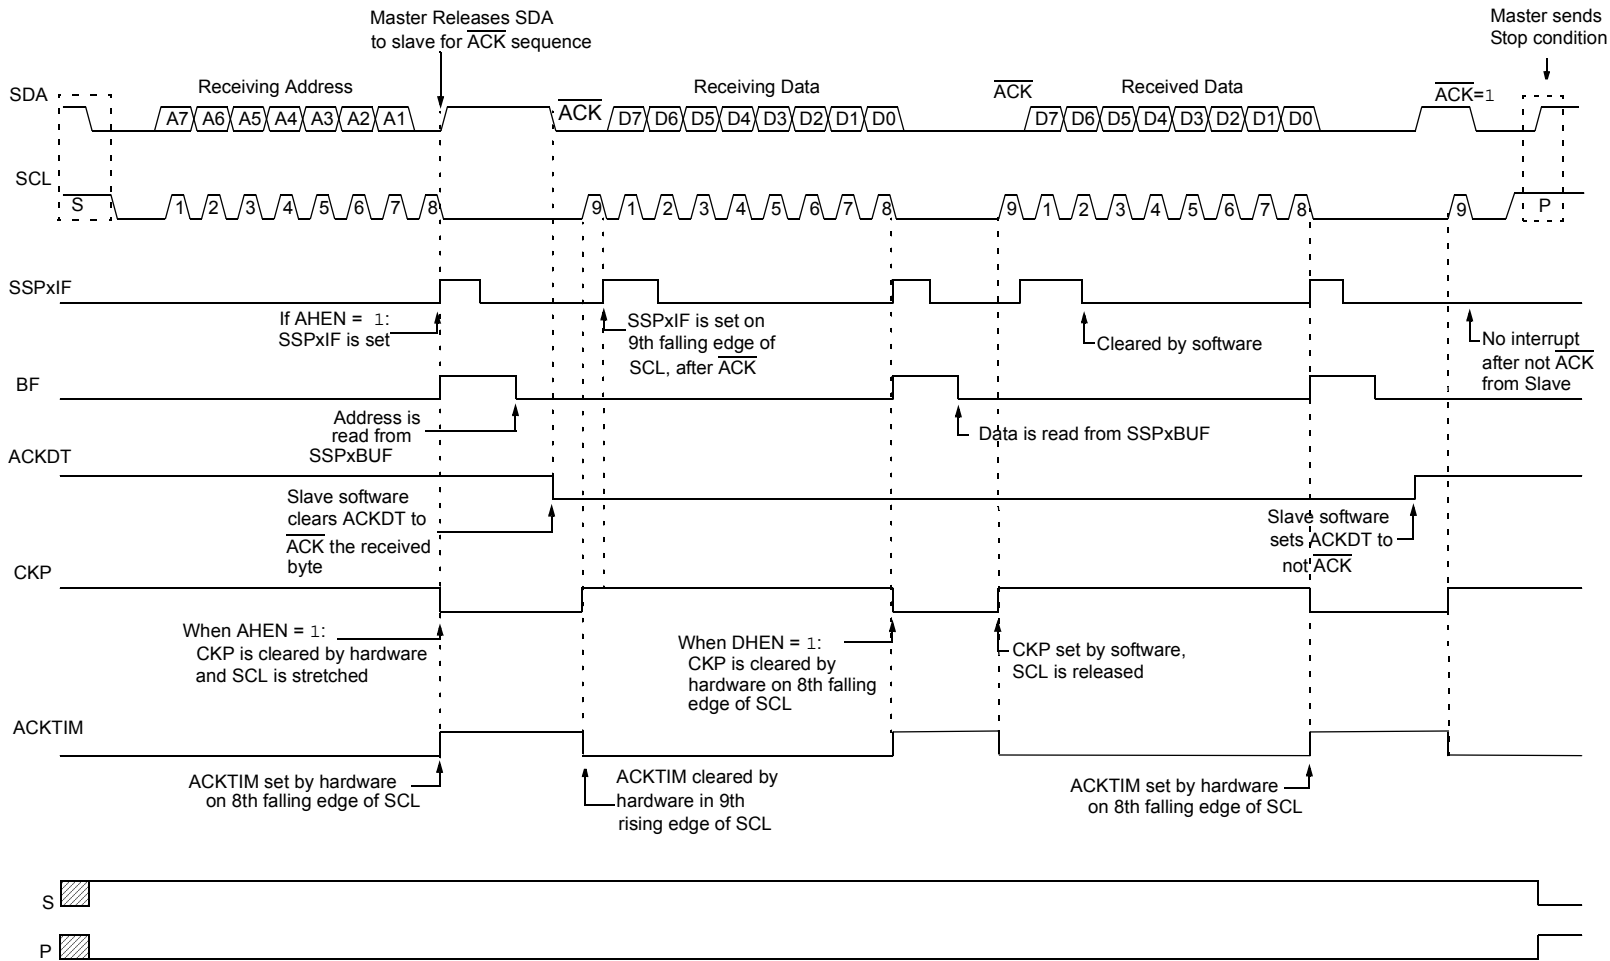 Master Releases SDA
to slave for ACK sequence
Master sends
Stop condition
Receiving Address
Receiving Data
ACK
Received Data
ACK=1
SDA
A7 A6 A5 A4 A3 A2 A1
ACK
D7 D6 D5 D4 D3 D2 D1 D0
D7 D6 D5 D4 D3 D2 D1 D0
SCL
S
1 2 3 4 5 6 7 8
9 1 2 3 4 5 6 7 8
9 1 2 3 4 5 6 7 8
9
P
SSPxIF
If AHEN = 1:
SSPxIF is set
SSPxIF is set on
9th falling edge of
SCL, after ACK
Cleared by software
No interrupt
after not ACK
from Slave
BF
Address is
read from
SSPxBUF
Data is read from SSPxBUF
ACKDT
Slave software
clears ACKDT to
ACK the received
byte
Slave software
sets ACKDT to
not ACK
CKP
When AHEN = 1:
CKP is cleared by hardware
and SCL is stretched
When DHEN = 1:
CKP is cleared by
hardware on 8th falling
edge of SCL
CKP set by software,
SCL is released
ACKTIM
ACKTIM set by hardware
on 8th falling edge of SCL
ACKTIM cleared by
hardware in 9th
rising edge of SCL
ACKTIM set by hardware
on 8th falling edge of SCL
S
P